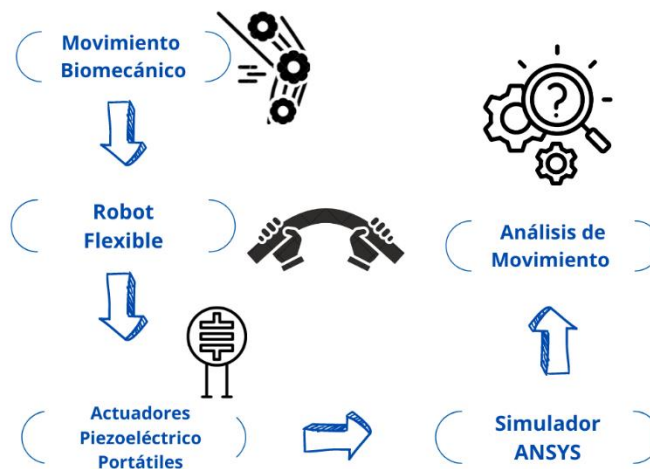 Movimiento
Biomecánico
Robot
Flexible
Actuadores
Piezoeléctrico
Portátiles
Simulador
ANSYS
Análisis de
Movimiento
?